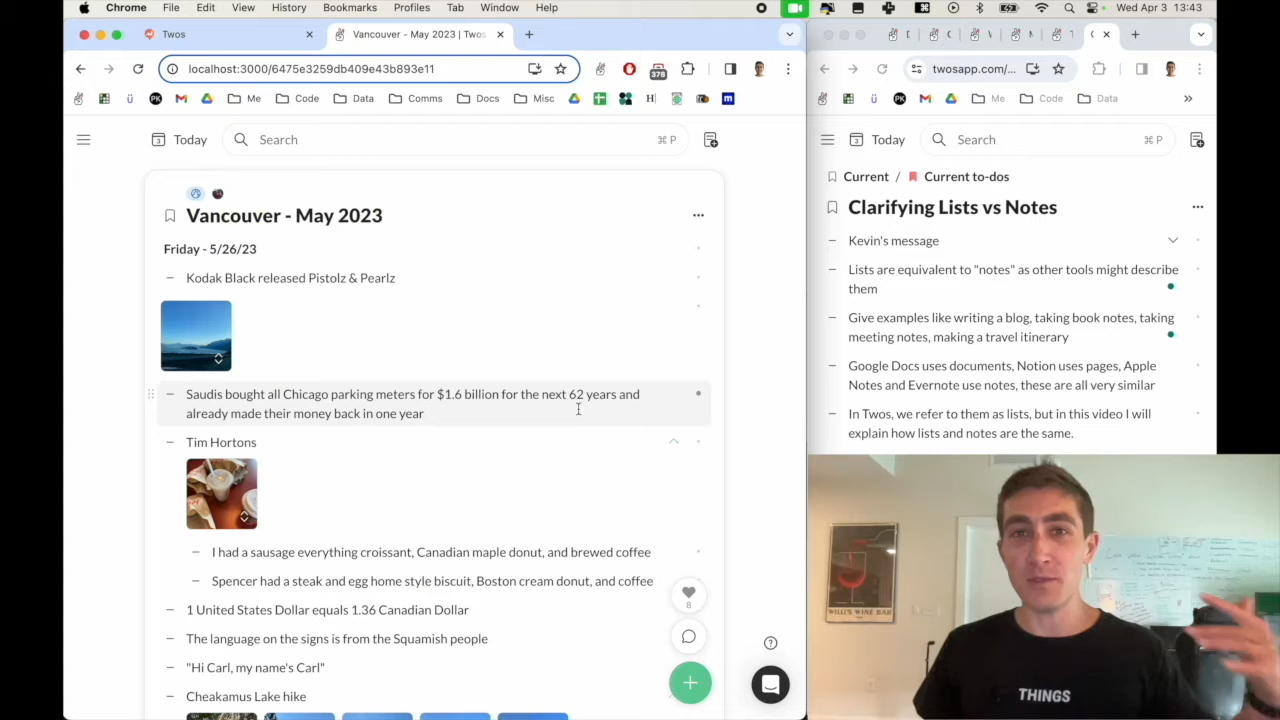 Chrome File Edit View History Bookmarks Profiles Tab Window Help
Wed Apr 3 13:43
Twos
Vancouver - May 2023 | Twos
localhost:3000/6475e3259db409e43b893e11
378
Me Code Data Comms Docs Misc
Today
Search
⌘ P
Vancouver - May 2023
Friday - 5/26/23
Kodak Black released Pistolz & Pearlz
Saudis bought all Chicago parking meters for $1.6 billion for the next 62 years and
already made their money back in one year
Tim Hortons
I had a sausage everything croissant, Canadian maple donut, and brewed coffee
Spencer had a steak and egg home style biscuit, Boston cream donut, and coffee
1 United States Dollar equals 1.36 Canadian Dollar
The language on the signs is from the Squamish people
"Hi Carl, my name's Carl"
Cheakamus Lake hike
8
twosapp.com/...
Me Code Data
Today
Search
⌘ P
Current / Current to-dos
Clarifying Lists vs Notes
Kevin's message
Lists are equivalent to "notes" as other tools might describe
them
Give examples like writing a blog, taking book notes, taking
meeting notes, making a travel itinerary
Google Docs uses documents, Notion uses pages, Apple
Notes and Evernote use notes, these are all very similar
In Twos, we refer to them as lists, but in this video I will
explain how lists and notes are the same.
WILLI'S WINE BAR
THINGS